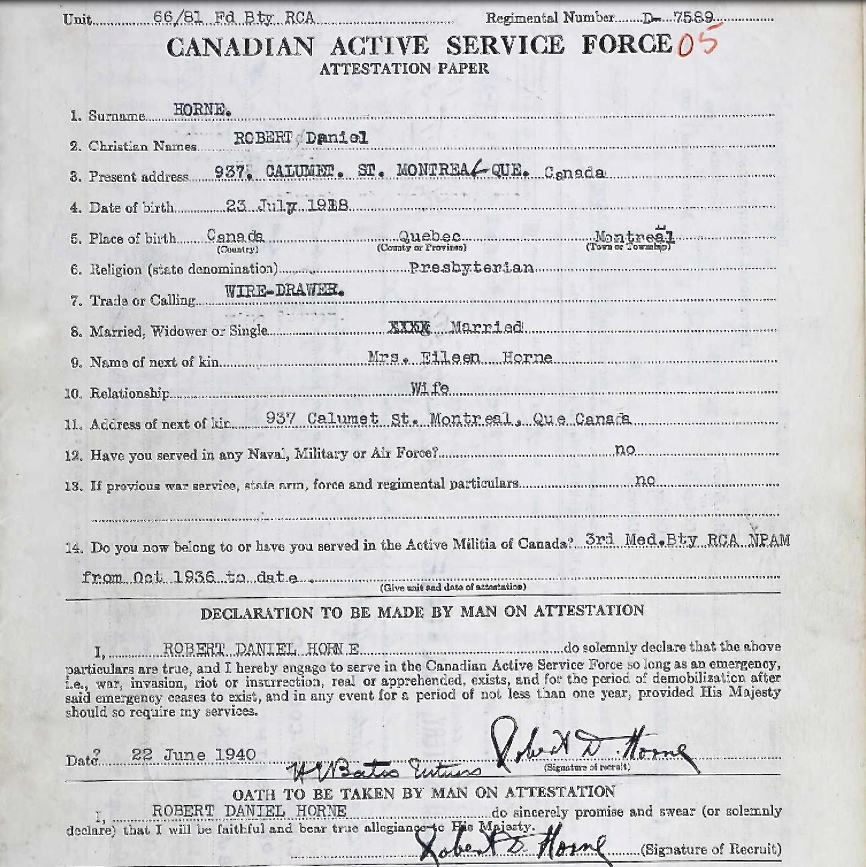 Unit 66/81 Fd Bty RCA Regimental Number D- 7589
CANADIAN ACTIVE SERVICE FORCE 05
ATTESTATION PAPER
1. Surname HORNE.
2. Christian Names ROBERT Daniel
3. Present address 937. CALUMET. ST. MONTREAL QUE. Canada
4. Date of birth 23 July 1918
5. Place of birth Canada Quebec Montreal
(Country) (County or Province) (Town or Township)
6. Religion (state denomination) Presbyterian
7. Trade or Calling WIRE-DRAWER.
8. Married, Widower or Single XXXX Married
9. Name of next of kin Mrs. Eileen Horne
10. Relationship Wife
11. Address of next of kin 937 Calumet St. Montreal, Que Canada
12. Have you served in any Naval, Military or Air Force? no
13. If previous war service, state arm, force and regimental particulars no
14. Do you now belong to or have you served in the Active Militia of Canada? 3rd Med.Bty RCA NPAM
from Oct 1936 to date
(Give unit and date of attestation)
DECLARATION TO BE MADE BY MAN ON ATTESTATION
I, ROBERT DANIEL HORN E do solemnly declare that the above
particulars are true, and I hereby engage to serve in the Canadian Active Service Force so long as an emergency,
i.e., war, invasion, riot or insurrection, real or apprehended, exists, and for the period of demobilization after
said emergency ceases to exist, and in any event for a period of not less than one year, provided His Majesty
should so require my services.
Date 22 June 1940 Robert D. Horne
(Signature of recruit)
OATH TO BE TAKEN BY MAN ON ATTESTATION
I, ROBERT DANIEL HORNE do sincerely promise and swear (or solemnly
declare) that I will be faithful and bear true allegiance to His Majesty.
Robert D. Horne (Signature of Recruit)